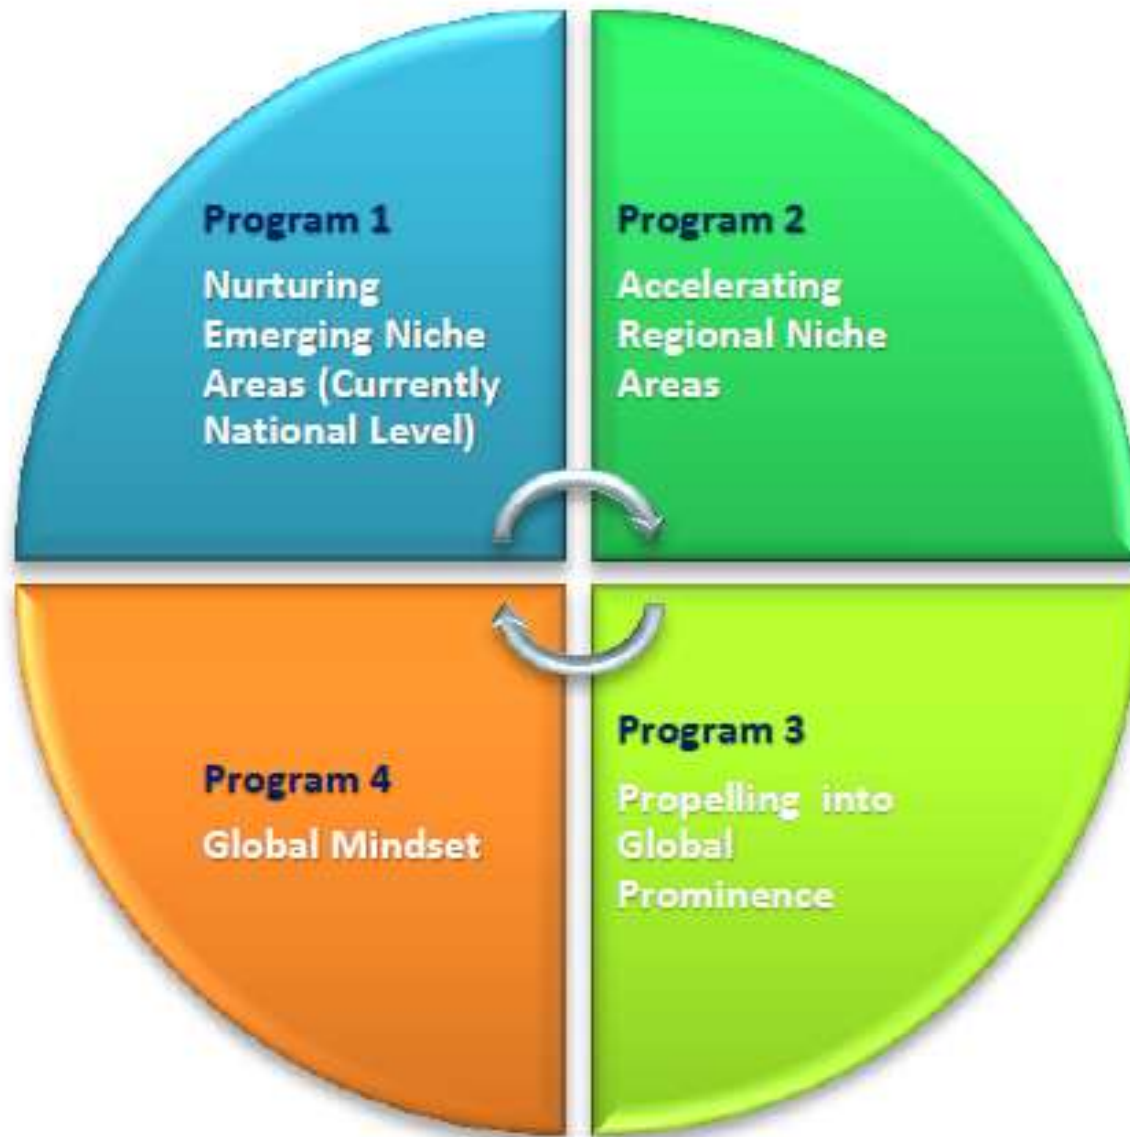 Program 1
Nurturing
Emerging Niche
Areas (Currently
National Level)
Program 2
Accelerating
Regional Niche
Areas
Program 3
Propelling into
Global
Prominence
Program 4
Global Mindset